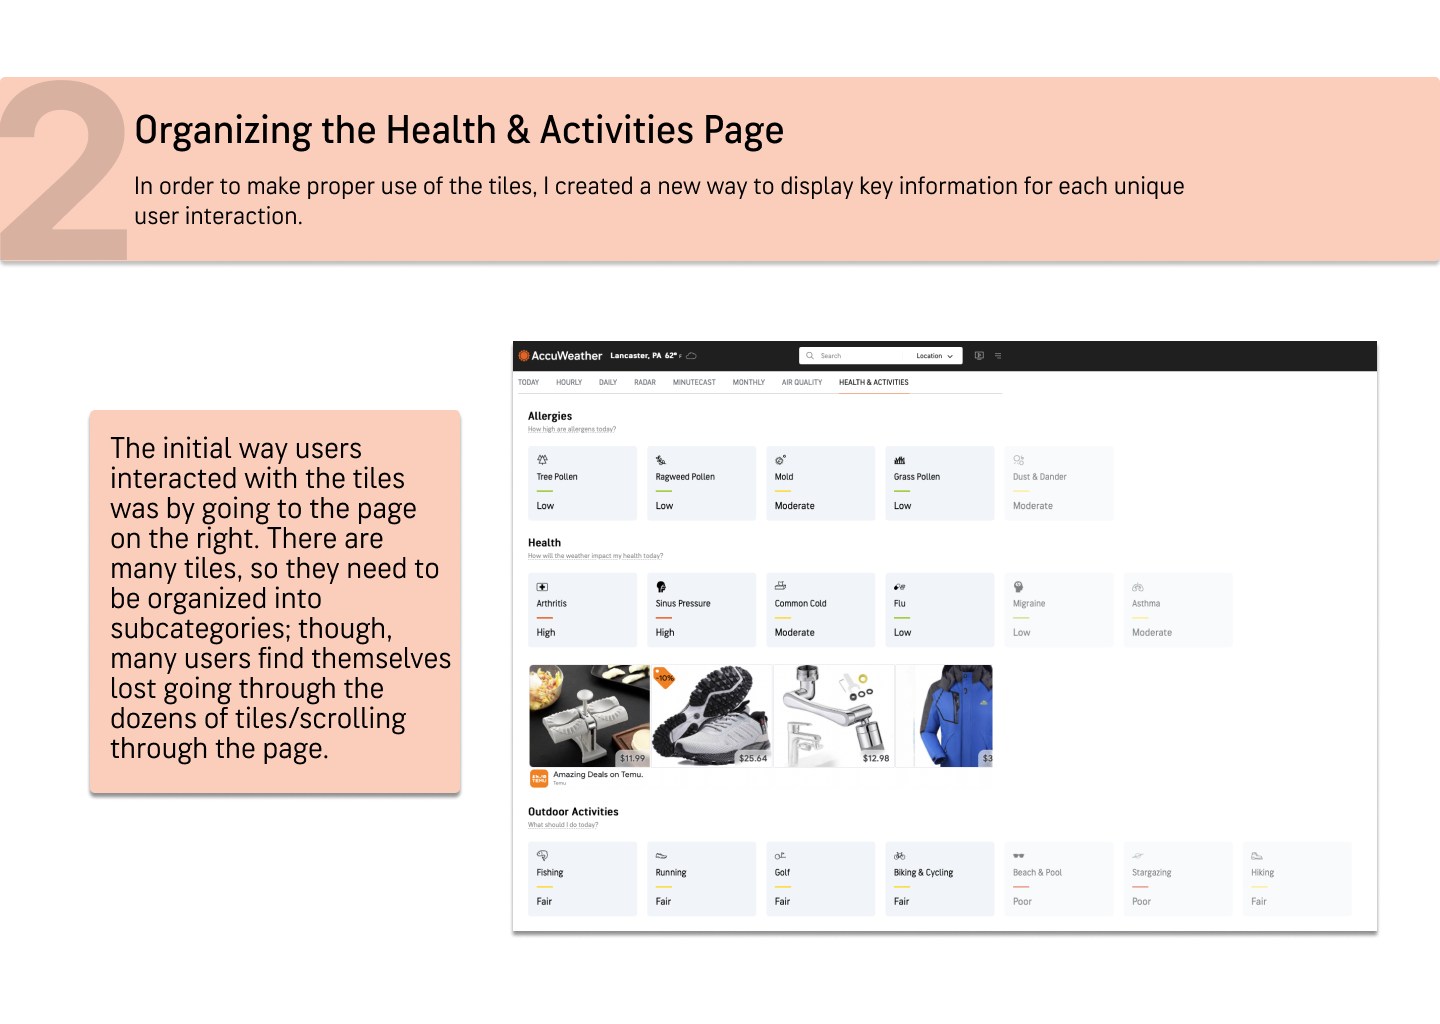 2
Organizing the Health & Activities Page
In order to make proper use of the tiles, I created a new way to display key information for each unique
user interaction.
The initial way users
interacted with the tiles
was by going to the page
on the right. There are
many tiles, so they need to
be organized into
subcategories; though,
many users find themselves
lost going through the
dozens of tiles/scrolling
through the page.
AccuWeather Lancaster, PA 62° F Search Location
TODAY HOURLY DAILY RADAR MINUTECAST MONTHLY AIR QUALITY HEALTH & ACTIVITIES
Allergies
How high are allergens today?
Tree Pollen Ragweed Pollen Mold Grass Pollen Dust & Dander
Low Low Moderate Low Moderate
Health
How will the weather impact my health today?
Arthritis Sinus Pressure Common Cold Flu Migraine Asthma
High High Moderate Low Low Moderate
-10%
$11.99 $25.64 $12.98 $3
TEMU Amazing Deals on Temu.
Temu
Outdoor Activities
What should I do today?
Fishing Running Golf Biking & Cycling Beach & Pool Stargazing Hiking
Fair Fair Fair Fair Poor Poor Fair